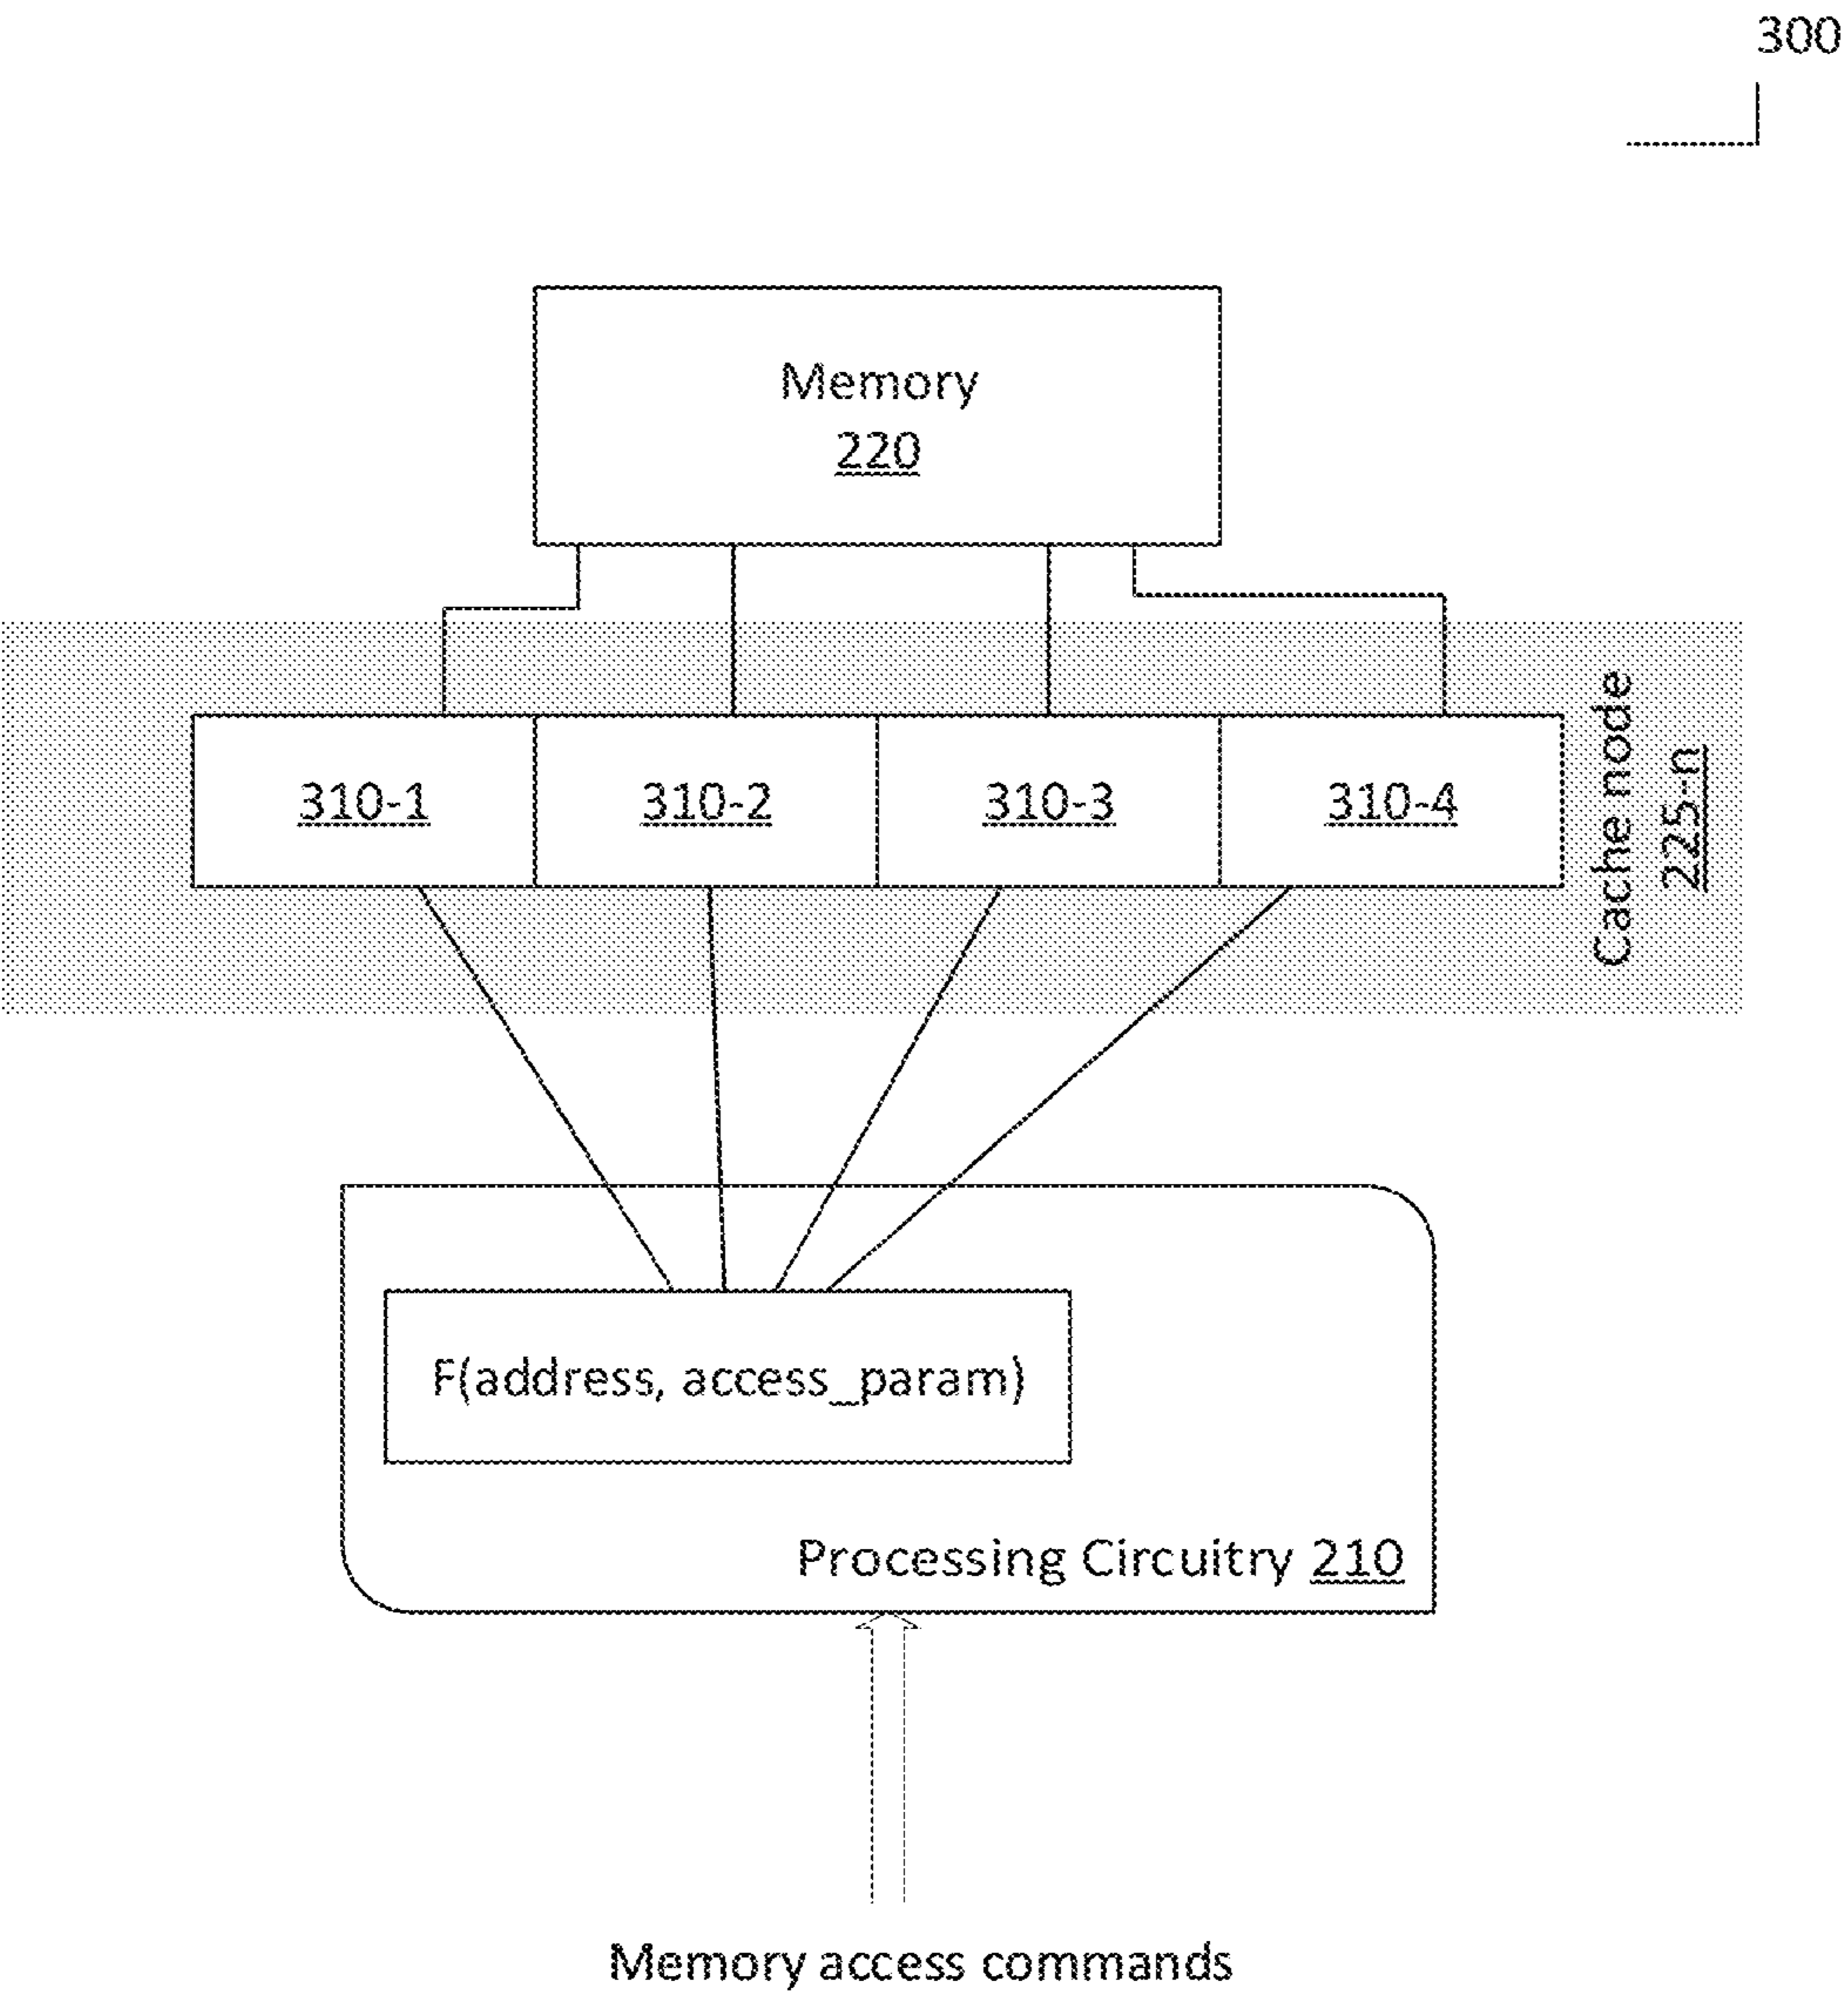 300
Memory
220
310-1 310-2 310-3 310-4
Cache node
225-n
F(address, access_param)
Processing Circuitry 210
Memory access commands